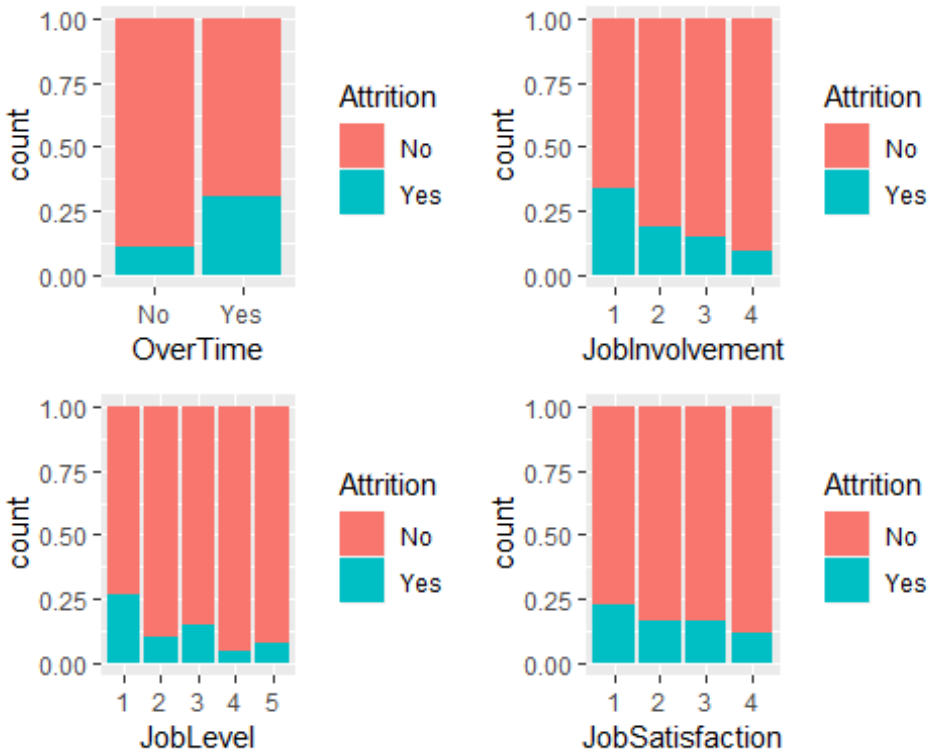 1.00
0.75
0.50
0.25
0.00
count
No
Yes
OverTime
Attrition
No
Yes
1.00
0.75
0.50
0.25
0.00
count
1 2 3 4
JobInvolvement
Attrition
No
Yes
1.00
0.75
0.50
0.25
0.00
count
1 2 3 4 5
JobLevel
Attrition
No
Yes
1.00
0.75
0.50
0.25
0.00
count
1 2 3 4
JobSatisfaction
Attrition
No
Yes